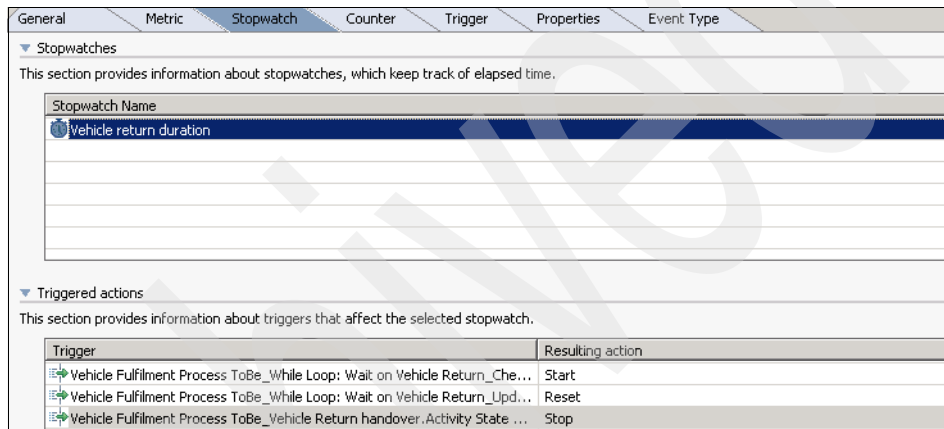 General Metric Stopwatch Counter Trigger Properties Event Type
Stopwatches
This section provides information about stopwatches, which keep track of elapsed time.
Stopwatch Name
Vehicle return duration
Triggered actions
This section provides information about triggers that affect the selected stopwatch.
Trigger Resulting action
Vehicle Fulfilment Process ToBe_While Loop: Wait on Vehicle Return_Che... Start
Vehicle Fulfilment Process ToBe_While Loop: Wait on Vehicle Return_Upd... Reset
Vehicle Fulfilment Process ToBe_Vehicle Return handover.Activity State ... Stop